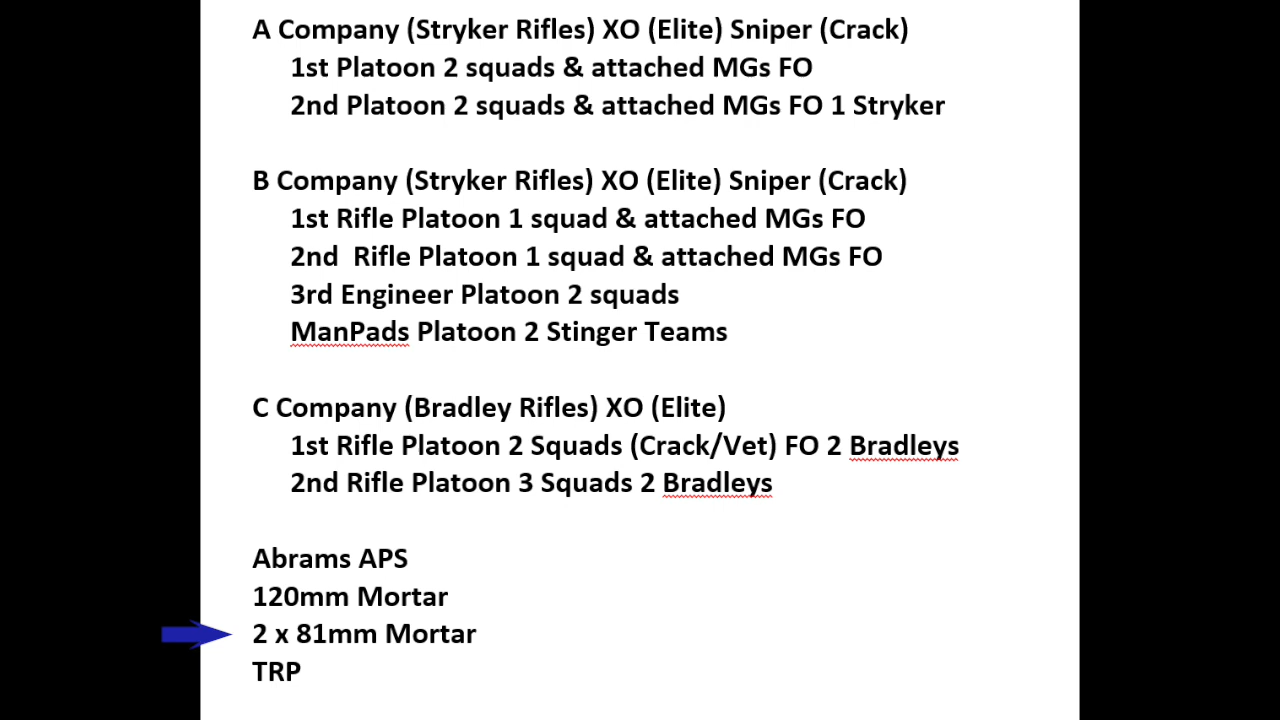 A Company (Stryker Rifles) XO (Elite) Sniper (Crack)
1st Platoon 2 squads & attached MGs FO
2nd Platoon 2 squads & attached MGs FO 1 Stryker
B Company (Stryker Rifles) XO (Elite) Sniper (Crack)
1st Rifle Platoon 1 squad & attached MGs FO
2nd  Rifle Platoon 1 squad & attached MGs FO
3rd Engineer Platoon 2 squads
ManPads Platoon 2 Stinger Teams
C Company (Bradley Rifles) XO (Elite)
1st Rifle Platoon 2 Squads (Crack/Vet) FO 2 Bradleys
2nd Rifle Platoon 3 Squads 2 Bradleys
Abrams APS
120mm Mortar
2 x 81mm Mortar
TRP